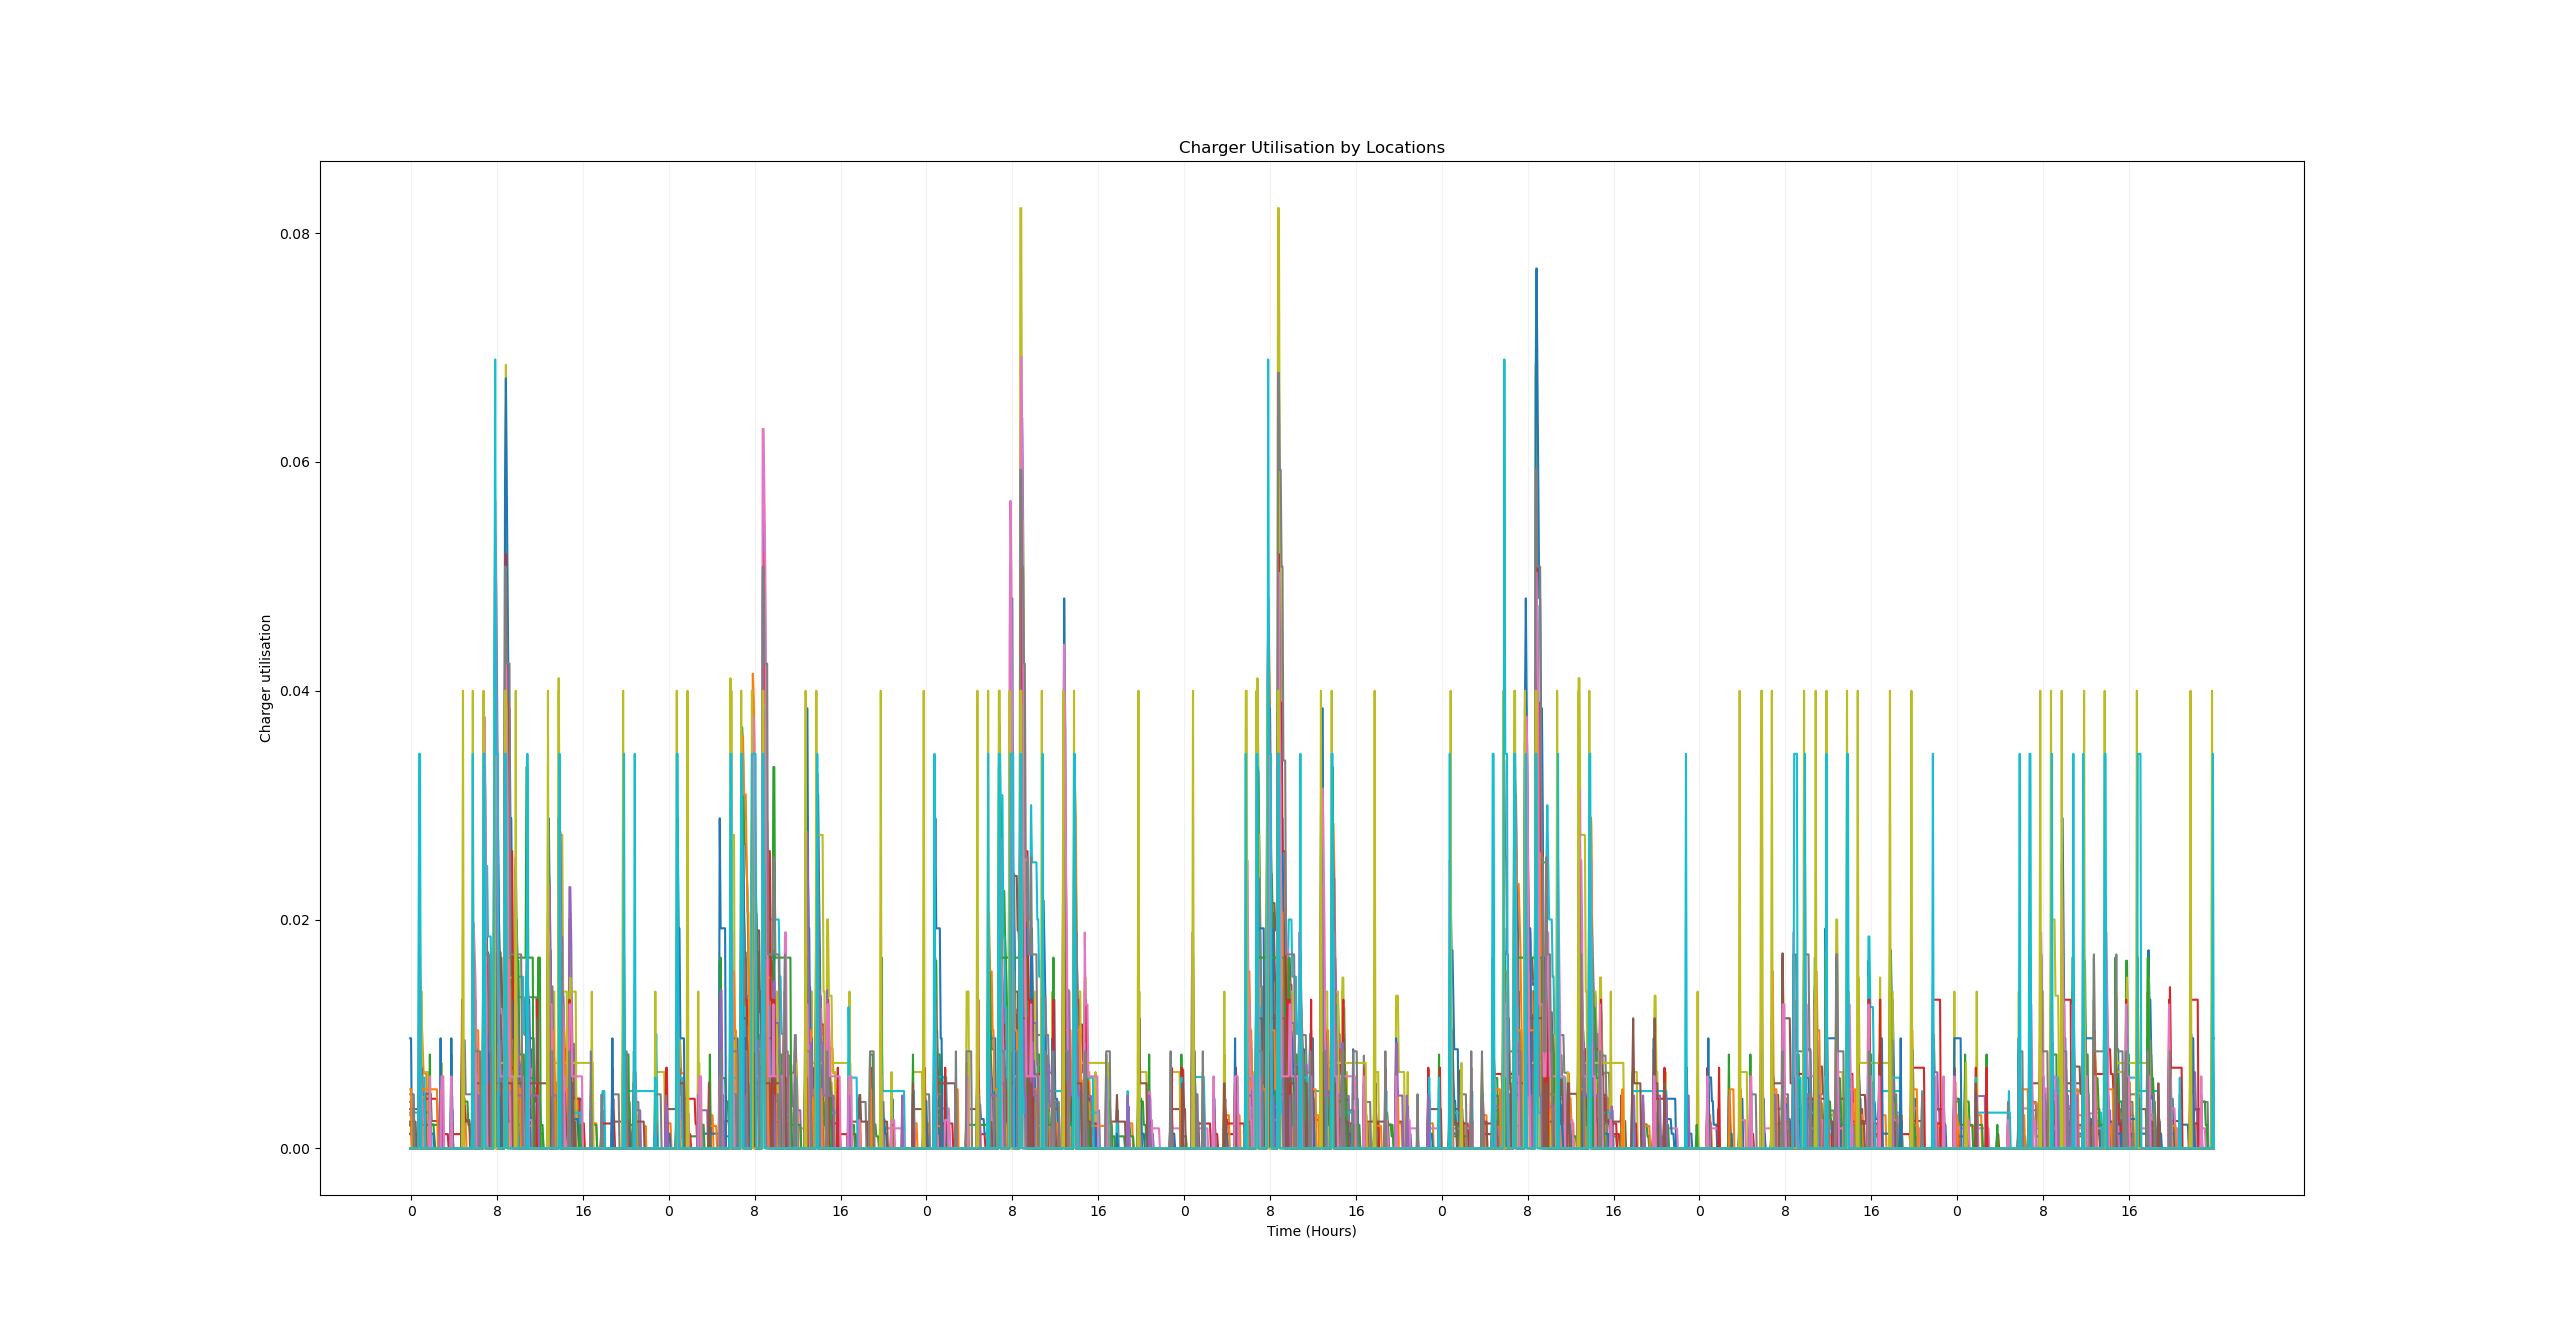 Charger Utilisation by Locations
0.08
0.06
0.04
0.02
0.00
Charger utilisation
0 8 16 0 8 16 0 8 16 0 8 16 0 8 16 0 8 16 0 8 16
Time (Hours)